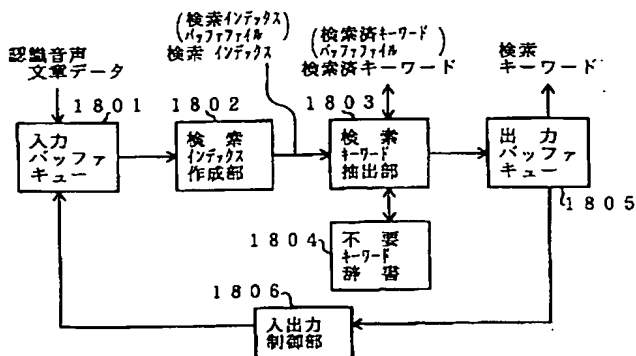 (検索インデックス
バッファファイル)
検索 インデックス
(検索済キーワード
バッファファイル)
検索済キーワード
検索
キーワード
認識音声
文章データ
1801
入力
バッファ
キュー
1802
検索
インデックス
作成部
1803
検索
キーワード
抽出部
出力
バッファ
キュー
1805
1804
不要
キーワード
辞書
1806
入出力
制御部